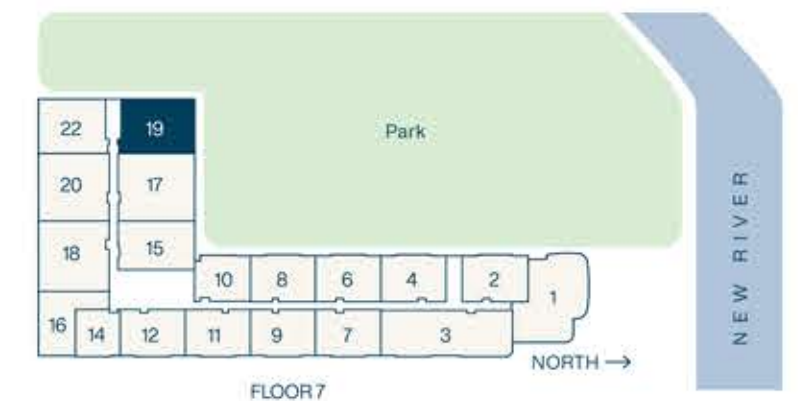 22 19
Park
20 17
18 15
10 8 6 4 2 1
16 14 12 11 9 7 3
NORTH →
FLOOR 7
NEW RIVER